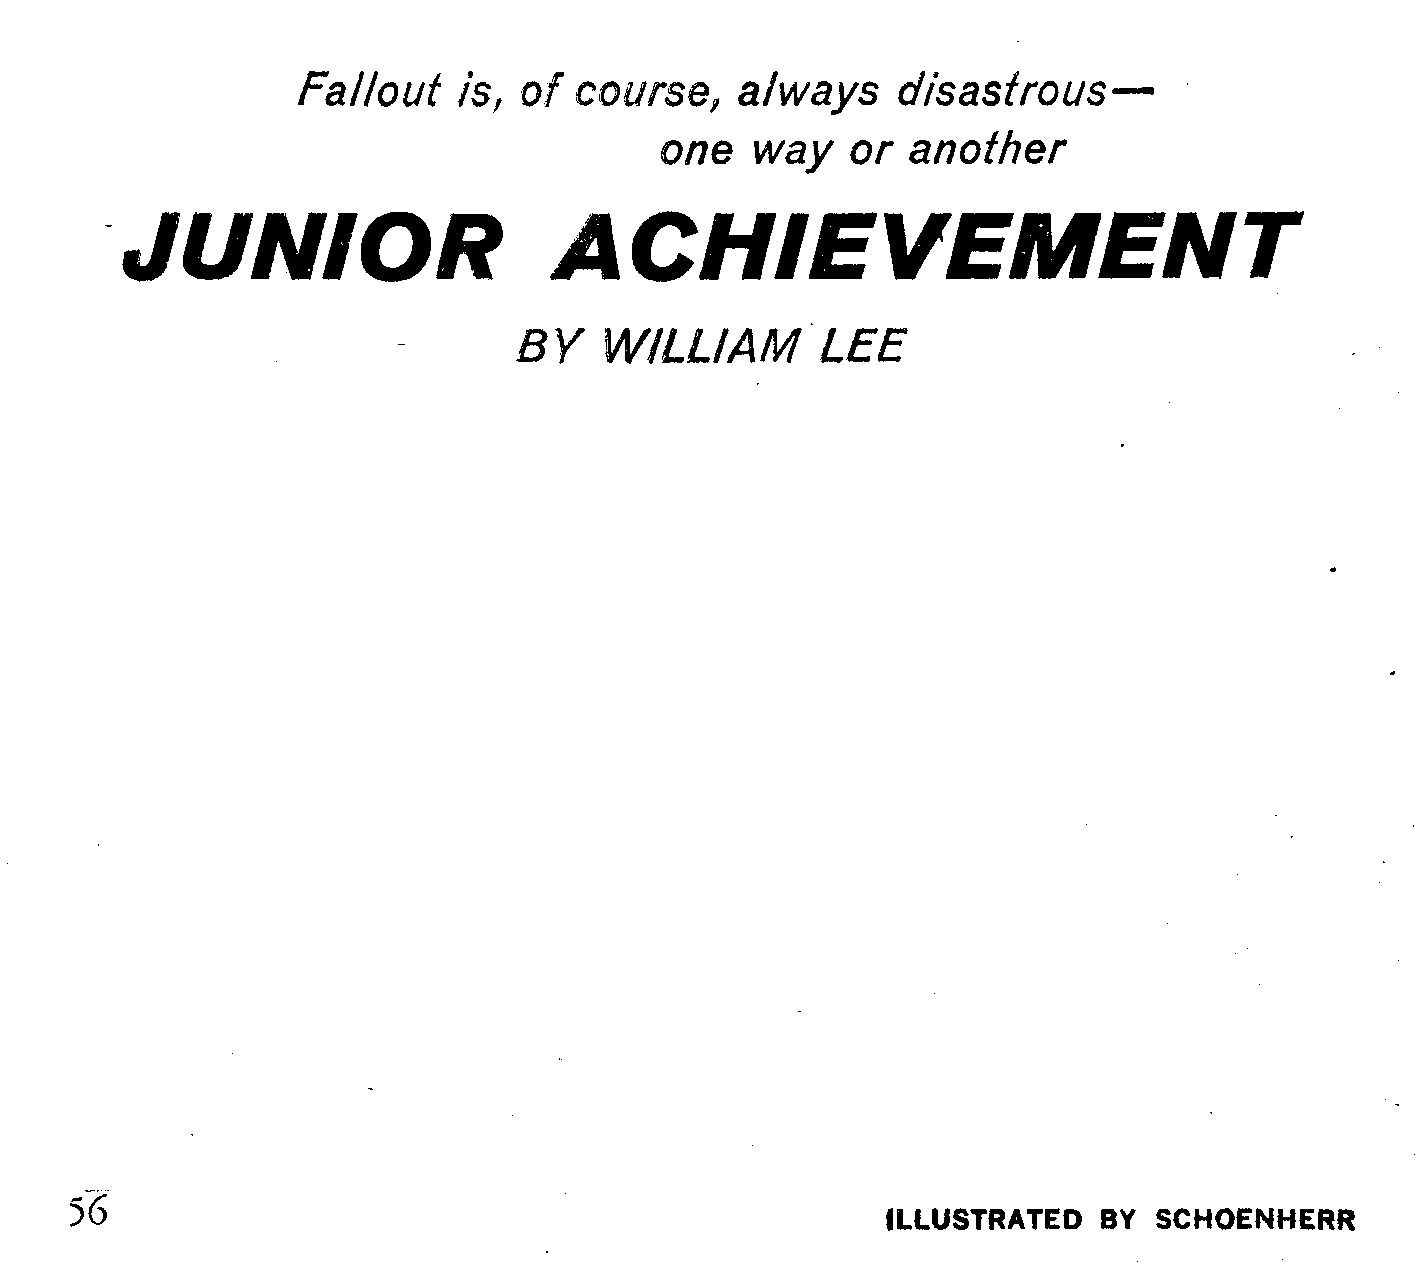 Fallout is, of course, always disastrous—
one way or another
JUNIOR ACHIEVEMENT
BY WILLIAM LEE
56
ILLUSTRATED BY SCHOENHERR